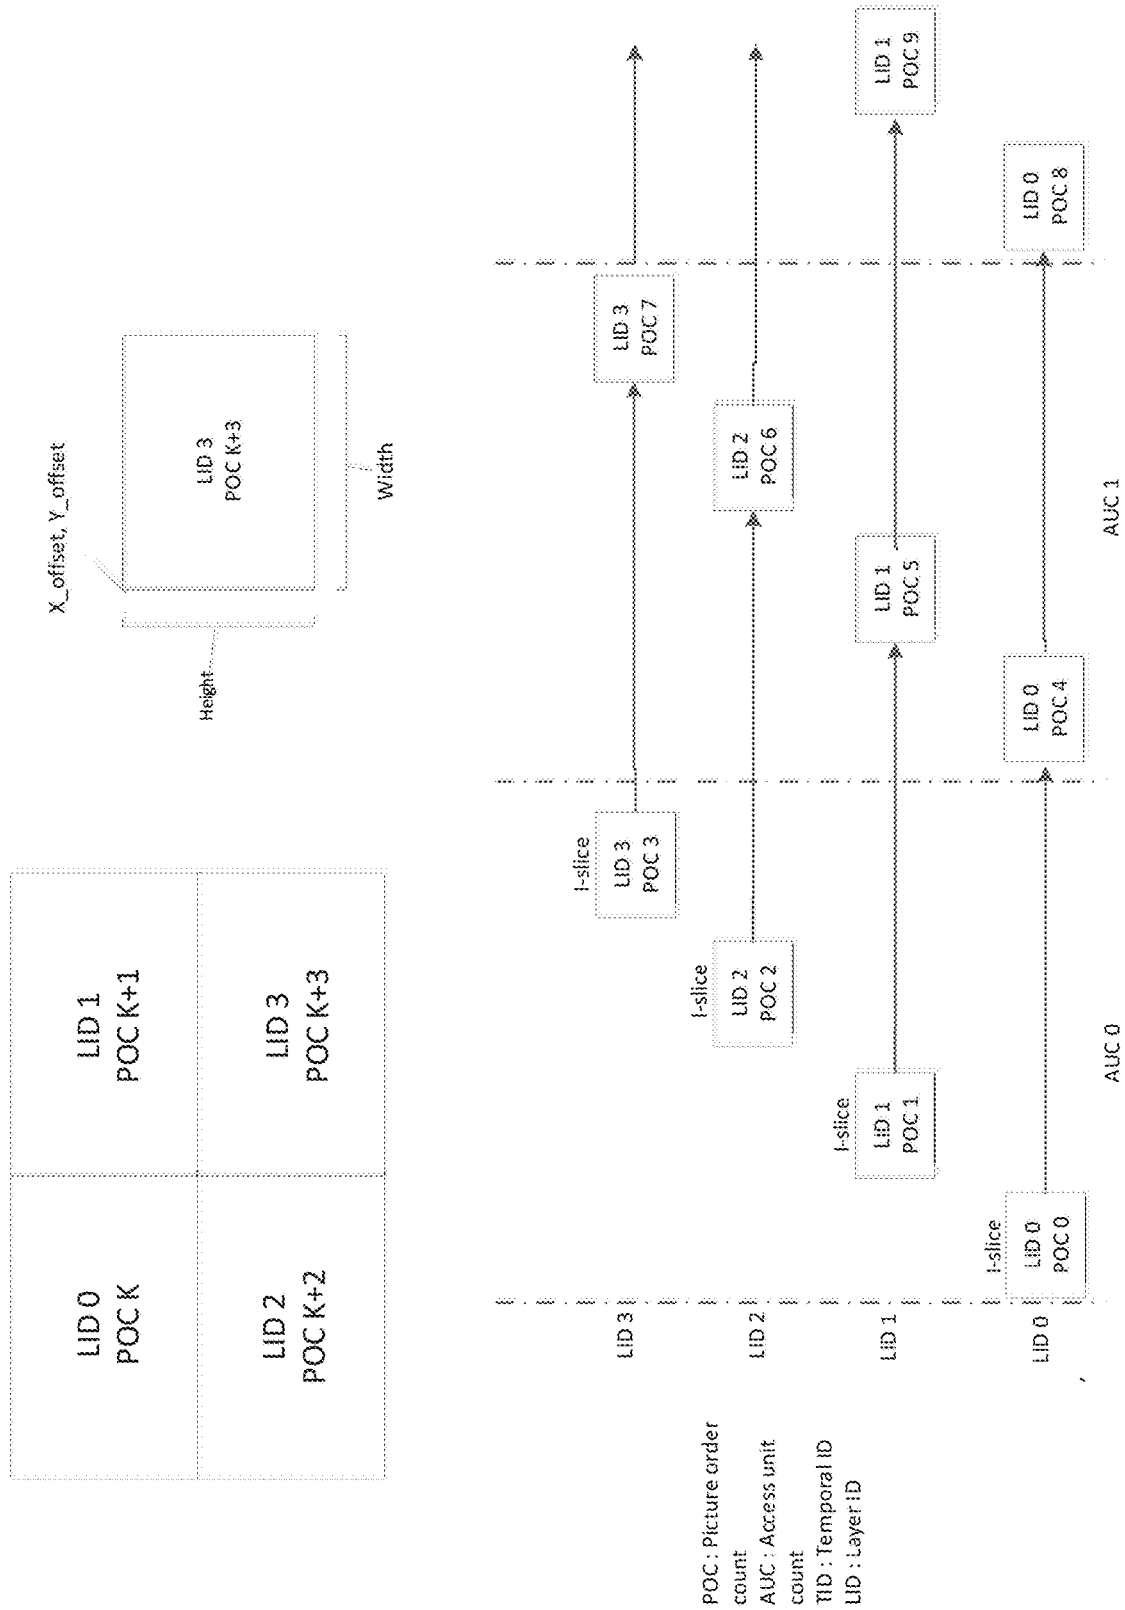 LID 0
POC K
LID 1
POC K+1
LID 2
POC K+2
LID 3
POC K+3
X_offset, Y_offset
Height
LID 3
POC K+3
Width
LID 3
I-slice
LID 3
POC 3
LID 3
POC 7
LID 2
I-slice
LID 2
POC 2
LID 2
POC 6
LID 1
I-slice
LID 1
POC 1
LID 1
POC 5
LID 1
POC 9
LID 0
I-slice
LID 0
POC 0
LID 0
POC 4
LID 0
POC 8
AUC 0
AUC 1
POC : Picture order
count
AUC : Access unit
count
TID : Temporal ID
LID : Layer ID